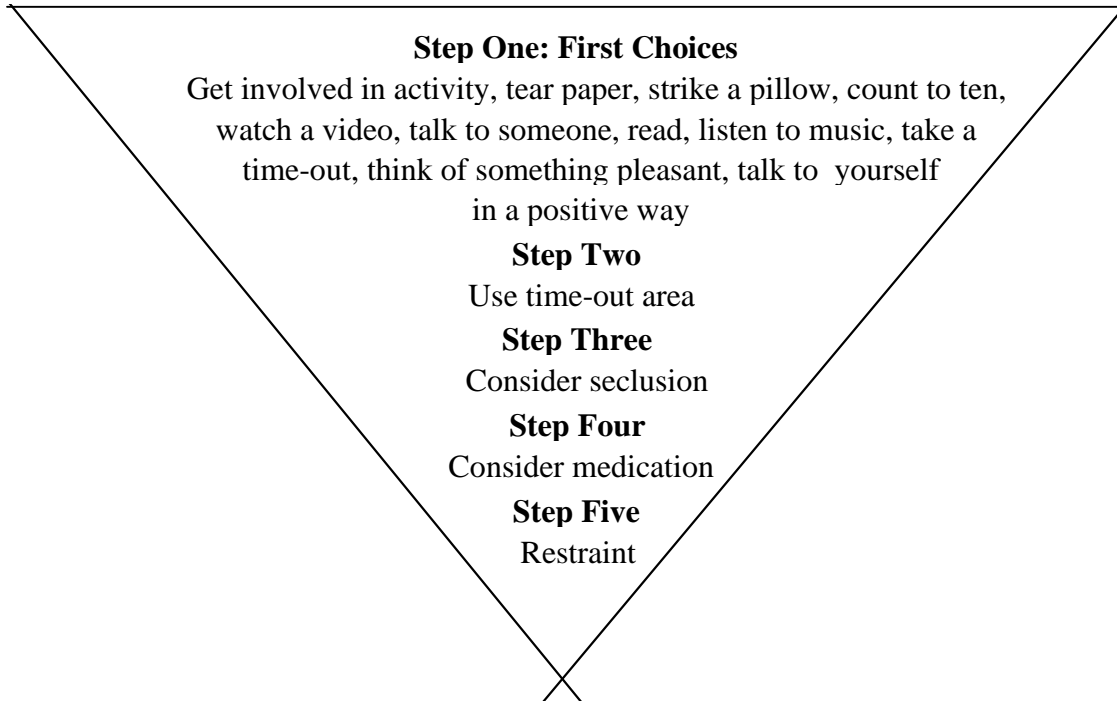 Step One: First Choices
Get involved in activity, tear paper, strike a pillow, count to ten,
watch a video, talk to someone, read, listen to music, take a
time-out, think of something pleasant, talk to yourself
in a positive way
Step Two
Use time-out area
Step Three
Consider seclusion
Step Four
Consider medication
Step Five
Restraint